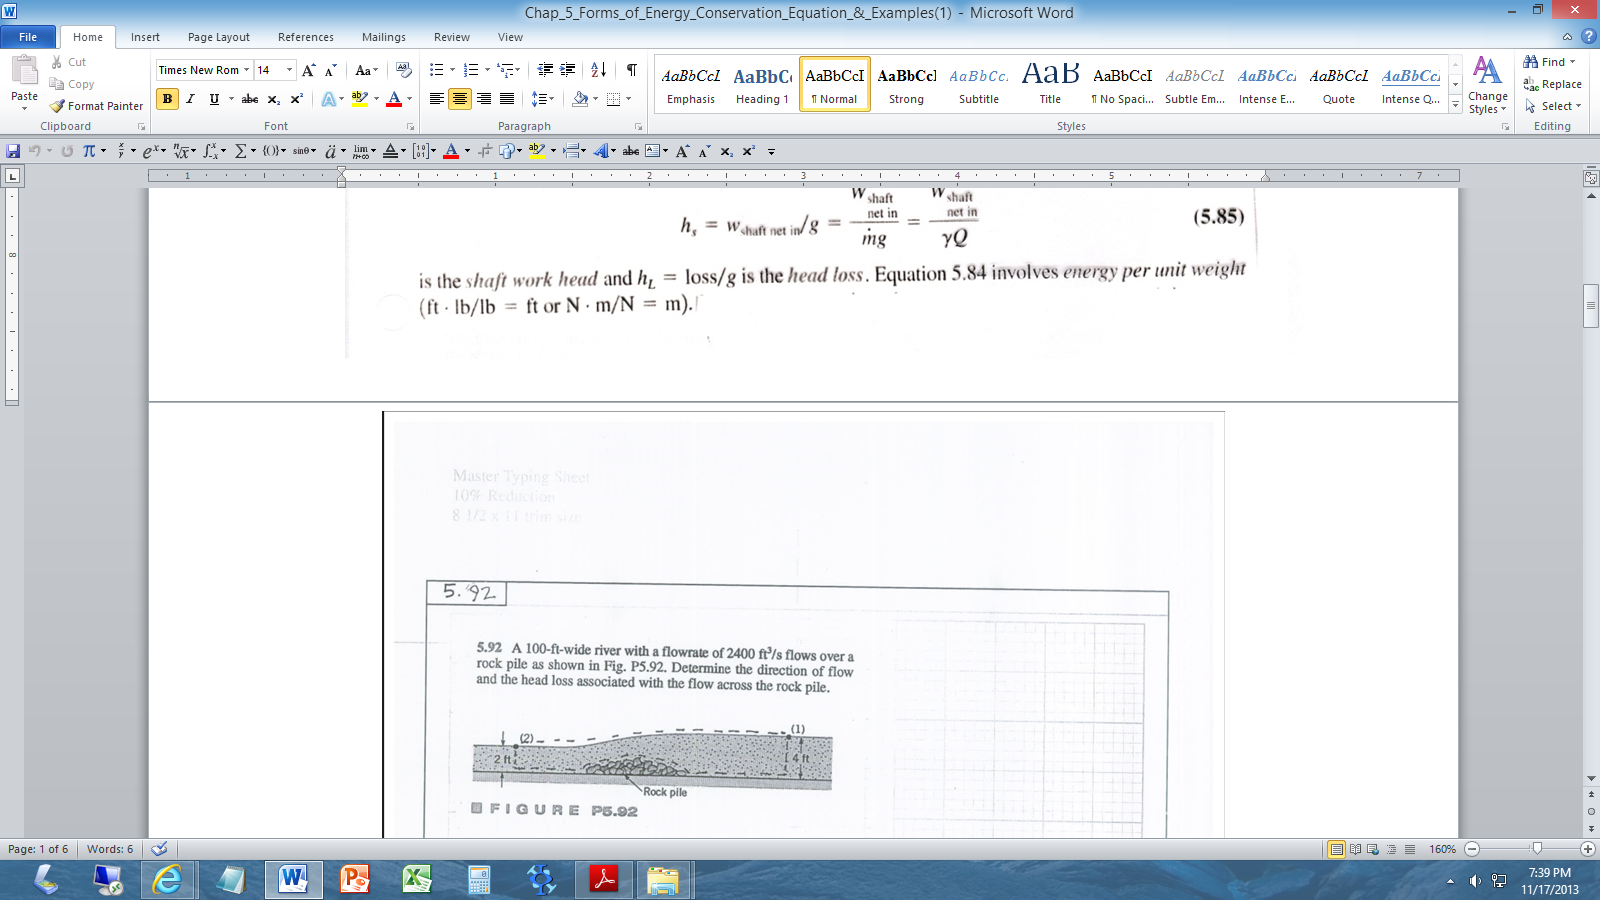 Chap_5_Forms_of_Energy_Conservation_Equation_&_Examples(1) - Microsoft Word
File Home Insert Page Layout References Mailings Review View
Paste
Cut
Copy
Format Painter
Clipboard
Times New Rom 14
Font
Paragraph
AaBbCcI AaBbC AaBbCcI AaBbCcI AaBbCc. AaB AaBbCcI AaBbCcI AaBbCcI AaBbCcI AaBbCcI
Emphasis Heading 1 ¶ Normal Strong Subtitle Title ¶ No Spaci... Subtle Em... Intense E... Quote Intense Q...
Styles
Change Styles
Find
Replace
Select
Editing
h_s = w_shaft net in/g = Ẇ_shaft net in / ṁg = Ẇ_shaft net in / γQ (5.85)
is the shaft work head and h_L = loss/g is the head loss. Equation 5.84 involves energy per unit weight
(ft · lb/lb = ft or N · m/N = m).
Master Typing Sheet
10% Reduction
8 1/2 x 11 trim size
5.92
5.92 A 100-ft-wide river with a flowrate of 2400 ft³/s flows over a
rock pile as shown in Fig. P5.92. Determine the direction of flow
and the head loss associated with the flow across the rock pile.
(1)
(2)
2 ft
4 ft
Rock pile
FIGURE P5.92
Page: 1 of 6 Words: 6 160%
7:39 PM
11/17/2013